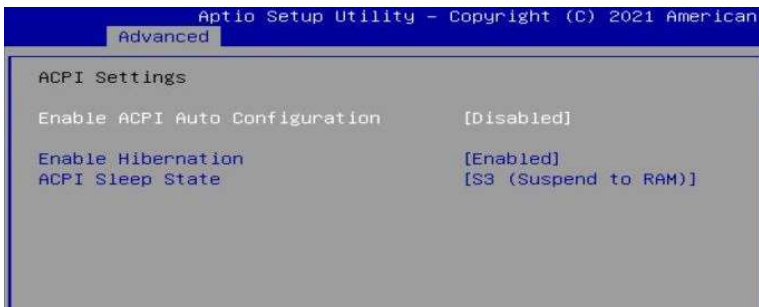 Aptio Setup Utility – Copyright (C) 2021 American
Advanced
ACPI Settings
Enable ACPI Auto Configuration [Disabled]
Enable Hibernation [Enabled]
ACPI Sleep State [S3 (Suspend to RAM)]